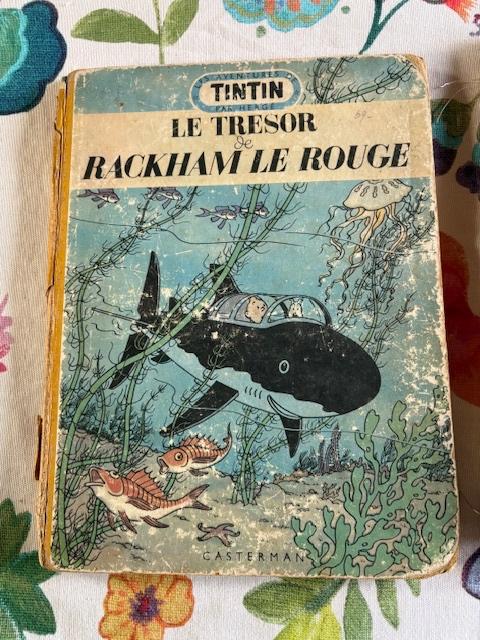 LES AVENTURES DE
TINTIN
PAR HERGÉ
LE TRESOR
de
RACKHAM LE ROUGE
CASTERMAN